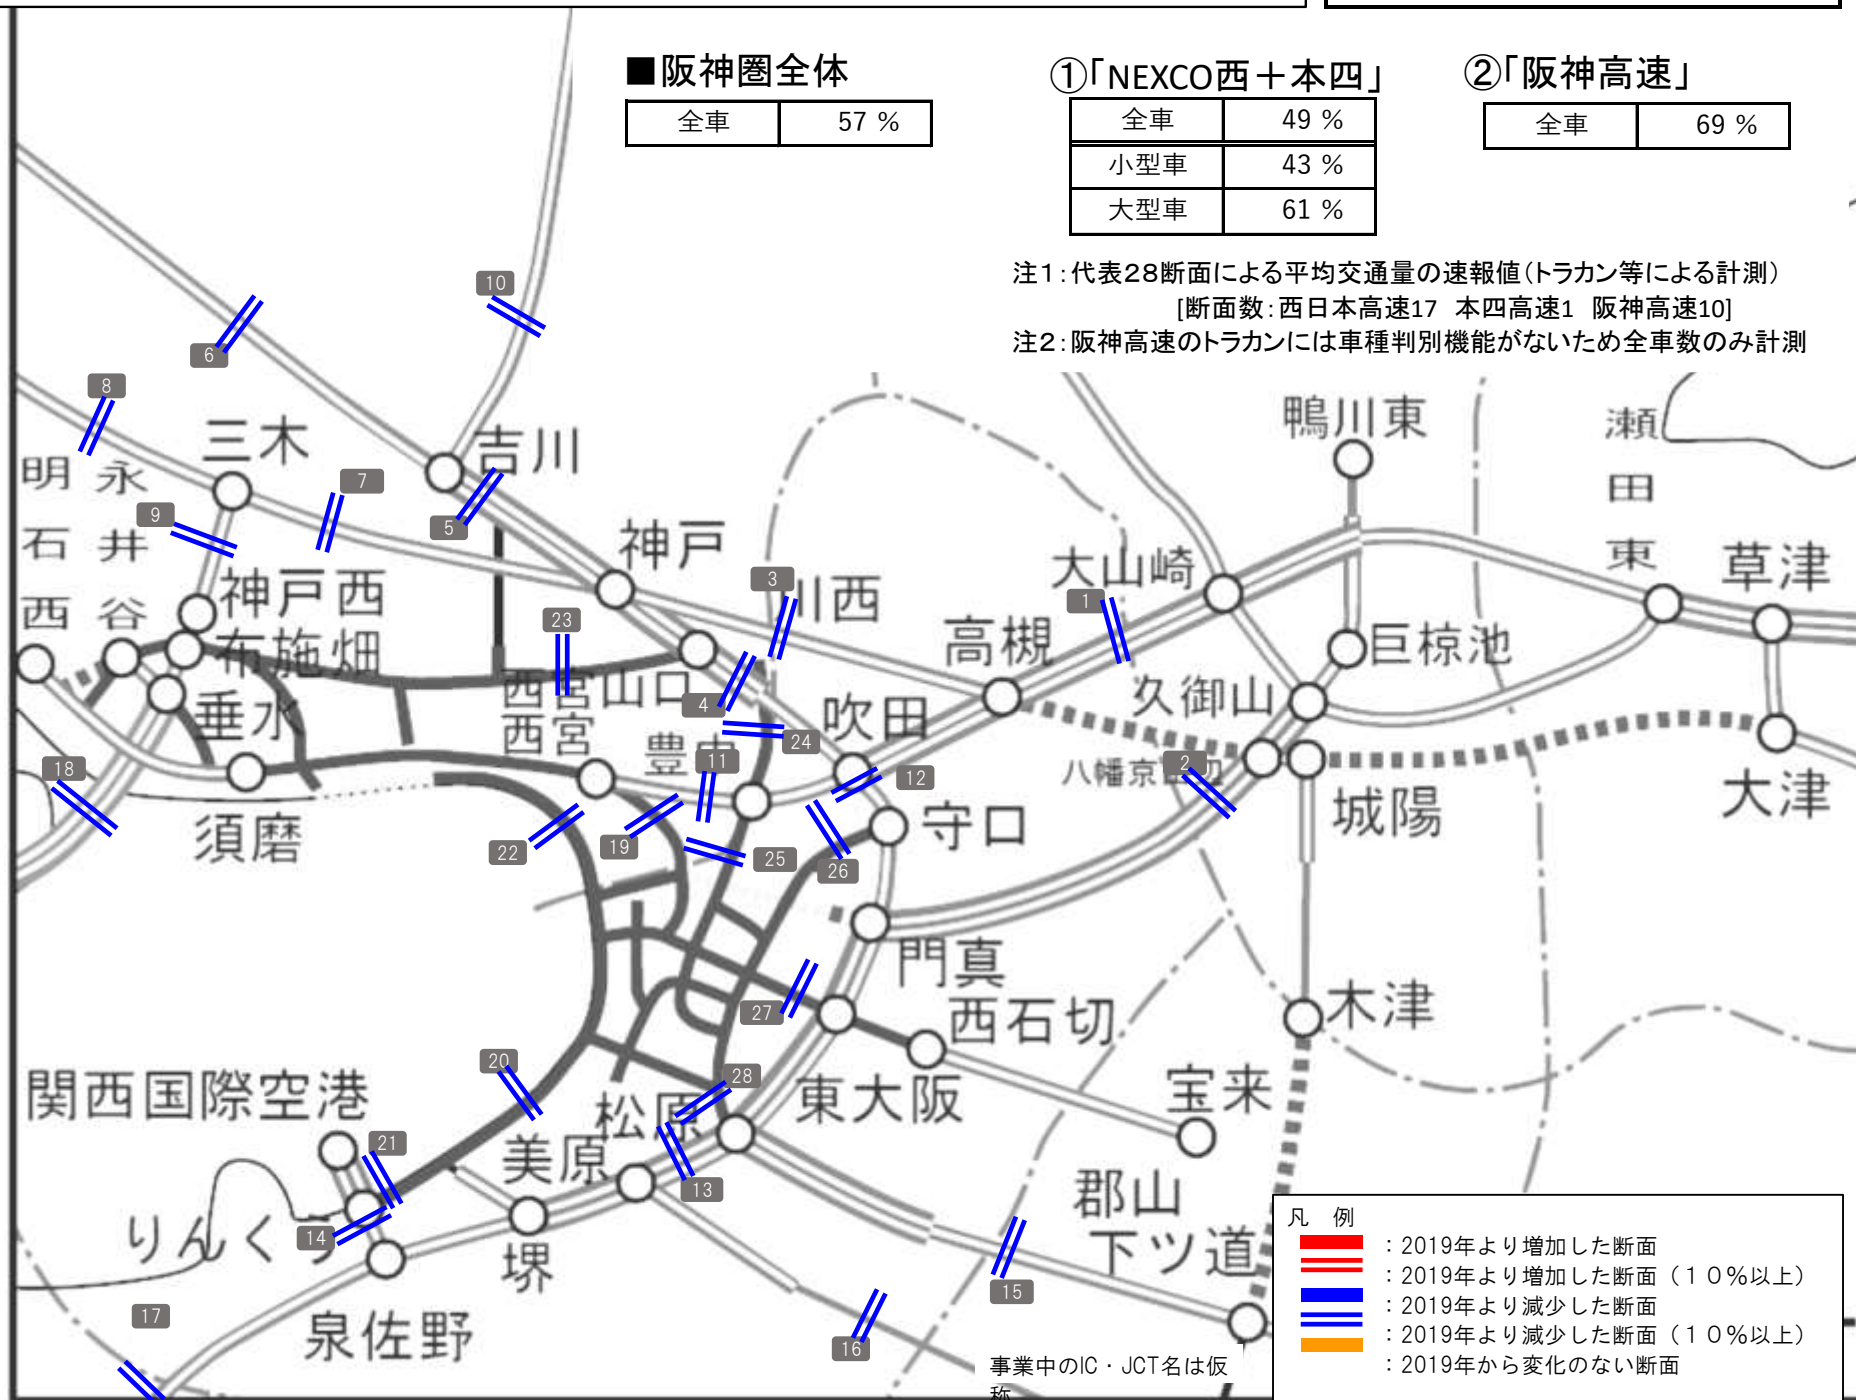 ■阪神圏全体
全車 57 %
①「NEXCO西＋本四」
全車 49 %
小型車 43 %
大型車 61 %
②「阪神高速」
全車 69 %
注1：代表28断面による平均交通量の速報値（トラカン等による計測）
[断面数：西日本高速17 本四高速1 阪神高速10]
注2：阪神高速のトラカンには車種判別機能がないため全車数のみ計測
10
6
8
三木
吉川
鴨川東
瀬田東
明石西
永井谷
7
9
5
神戸
3
川西
大山崎
1
草津
神戸西
布施畑
23
高槻
巨椋池
西宮山口
4
久御山
垂水
西宮
豊中
24
吹田
11
12
八幡京田辺
2
18
大津
城陽
須磨
22
19
25
26
守口
門真
27
西石切
木津
20
28
関西国際空港
松原
東大阪
宝来
21
美原
13
郡山
下ツ道
りんくう
14
堺
15
17
泉佐野
16
事業中のIC・JCT名は仮
称
凡 例
：2019年より増加した断面
：2019年より増加した断面（１０％以上）
：2019年より減少した断面
：2019年より減少した断面（１０％以上）
：2019年から変化のない断面